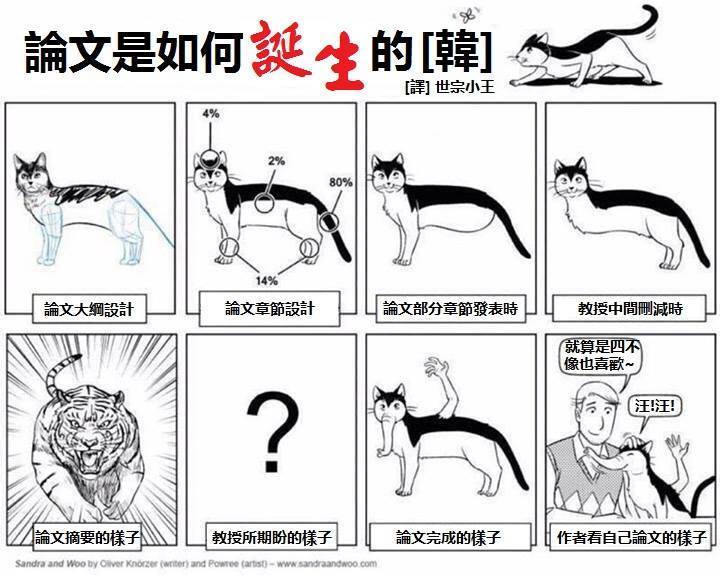 論文是如何誕生的[韓]
[譯] 世宗小王
4%
2%
80%
14%
論文大綱設計
論文章節設計
論文部分章節發表時
教授中間刪減時
?
就算是四不
像也喜歡~
汪!汪!
論文摘要的樣子
教授所期盼的樣子
論文完成的樣子
作者看自己論文的樣子
Sandra and Woo by Oliver Knörzer (writer) and Powree (artist) – www.sandraandwoo.com